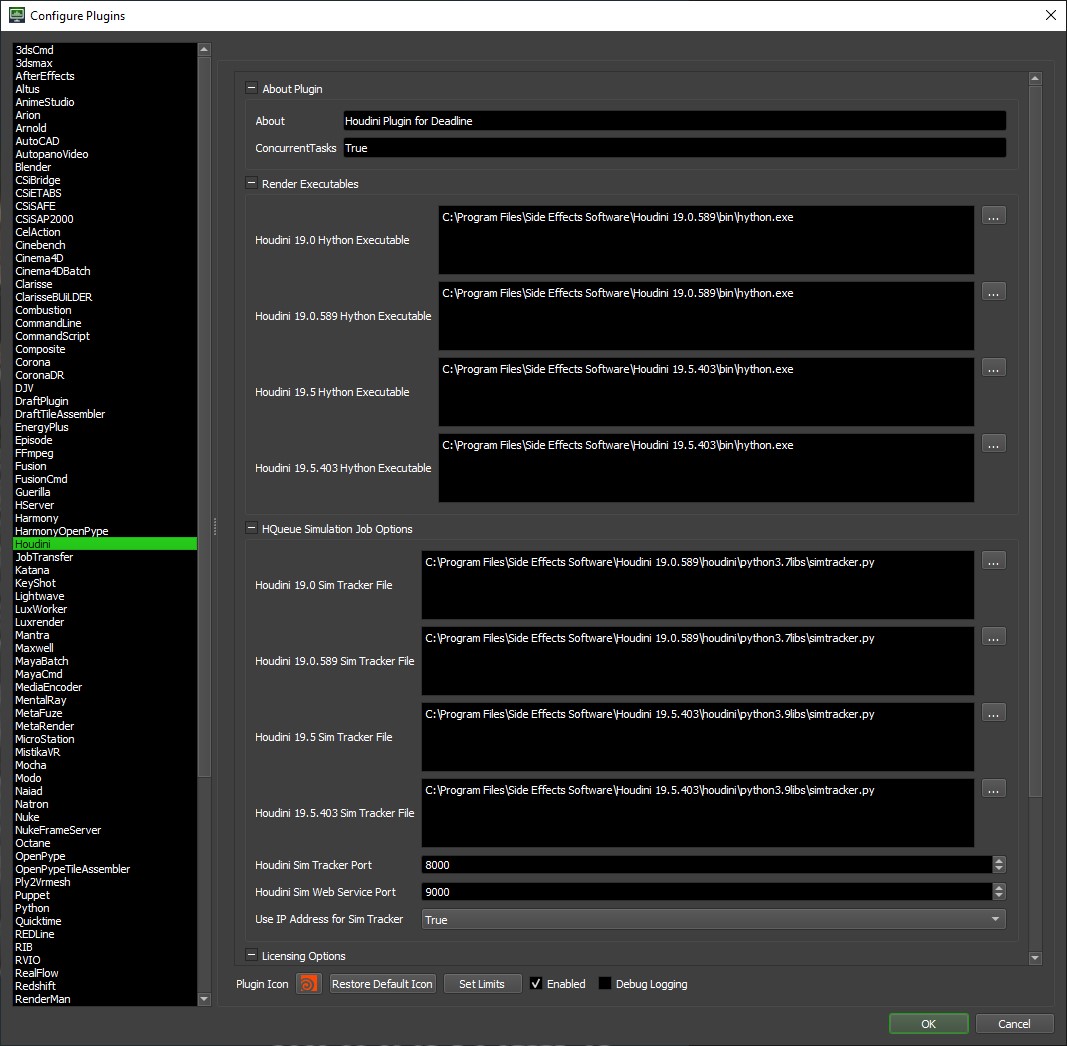 Configure Plugins
3dsCmd
3dsmax
AfterEffects
Altus
AnimeStudio
Arion
Arnold
AutoCAD
AutopanoVideo
Blender
CSiBridge
CSiETABS
CSiSAFE
CSiSAP2000
CelAction
Cinebench
Cinema4D
Cinema4DBatch
Clarisse
ClarisseBUiLDER
Combustion
CommandLine
CommandScript
Composite
Corona
CoronaDR
DJV
DraftPlugin
DraftTileAssembler
EnergyPlus
Episode
FFmpeg
Fusion
FusionCmd
Guerilla
HServer
Harmony
HarmonyOpenPype
Houdini
JobTransfer
Katana
KeyShot
Lightwave
LuxWorker
Luxrender
Mantra
Maxwell
MayaBatch
MayaCmd
MediaEncoder
MentalRay
MetaFuze
MetaRender
MicroStation
MistikaVR
Mocha
Modo
Naiad
Natron
Nuke
NukeFrameServer
Octane
OpenPype
OpenPypeTileAssembler
Ply2Vrmesh
Puppet
Python
Quicktime
REDLine
RIB
RVIO
RealFlow
Redshift
RenderMan
About Plugin
About Houdini Plugin for Deadline
ConcurrentTasks True
Render Executables
Houdini 19.0 Hython Executable C:\Program Files\Side Effects Software\Houdini 19.0.589\bin\hython.exe ...
Houdini 19.0.589 Hython Executable C:\Program Files\Side Effects Software\Houdini 19.0.589\bin\hython.exe ...
Houdini 19.5 Hython Executable C:\Program Files\Side Effects Software\Houdini 19.5.403\bin\hython.exe ...
Houdini 19.5.403 Hython Executable C:\Program Files\Side Effects Software\Houdini 19.5.403\bin\hython.exe ...
HQueue Simulation Job Options
Houdini 19.0 Sim Tracker File C:\Program Files\Side Effects Software\Houdini 19.0.589\houdini\python3.7libs\simtracker.py ...
Houdini 19.0.589 Sim Tracker File C:\Program Files\Side Effects Software\Houdini 19.0.589\houdini\python3.7libs\simtracker.py ...
Houdini 19.5 Sim Tracker File C:\Program Files\Side Effects Software\Houdini 19.5.403\houdini\python3.9libs\simtracker.py ...
Houdini 19.5.403 Sim Tracker File C:\Program Files\Side Effects Software\Houdini 19.5.403\houdini\python3.9libs\simtracker.py ...
Houdini Sim Tracker Port 8000
Houdini Sim Web Service Port 9000
Use IP Address for Sim Tracker True
Licensing Options
Plugin Icon Restore Default Icon Set Limits Enabled Debug Logging
OK Cancel